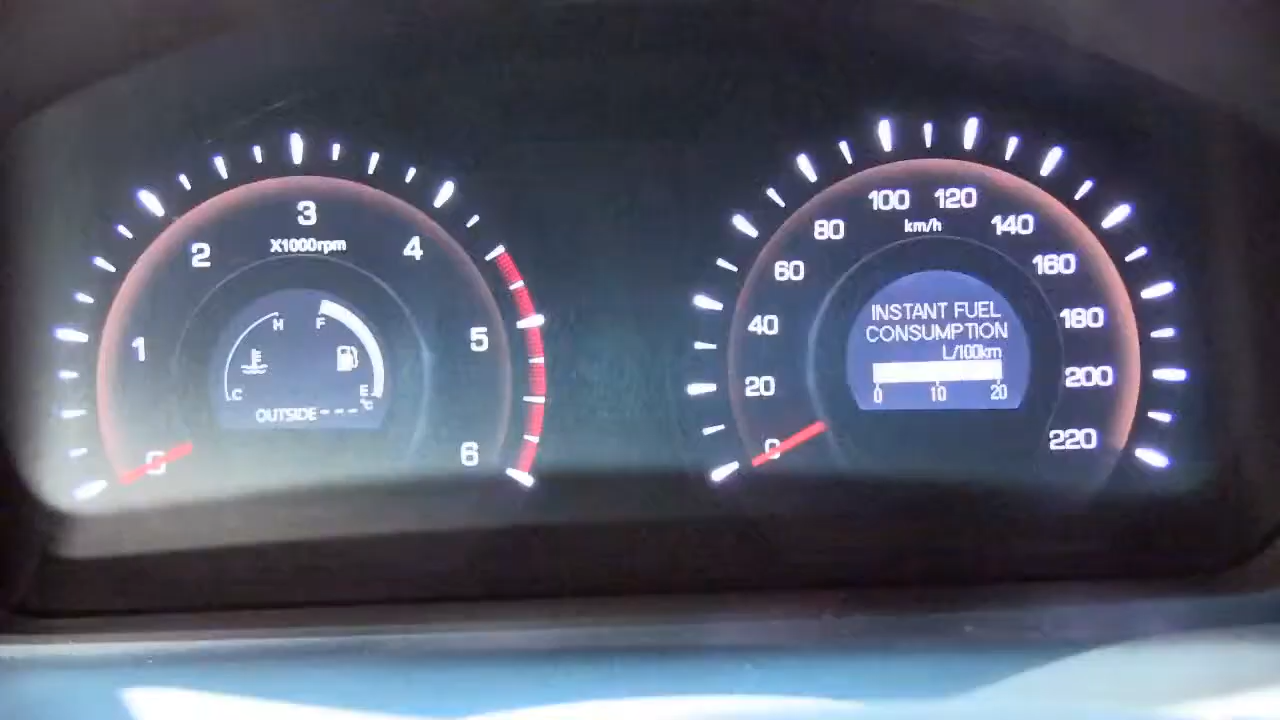 0
1
2
3
4
5
6
X1000rpm
H
F
C
E
OUTSIDE --- °C
0
20
40
60
80
100
120
140
160
180
200
220
km/h
INSTANT FUEL
CONSUMPTION
L/100km
0 10 20